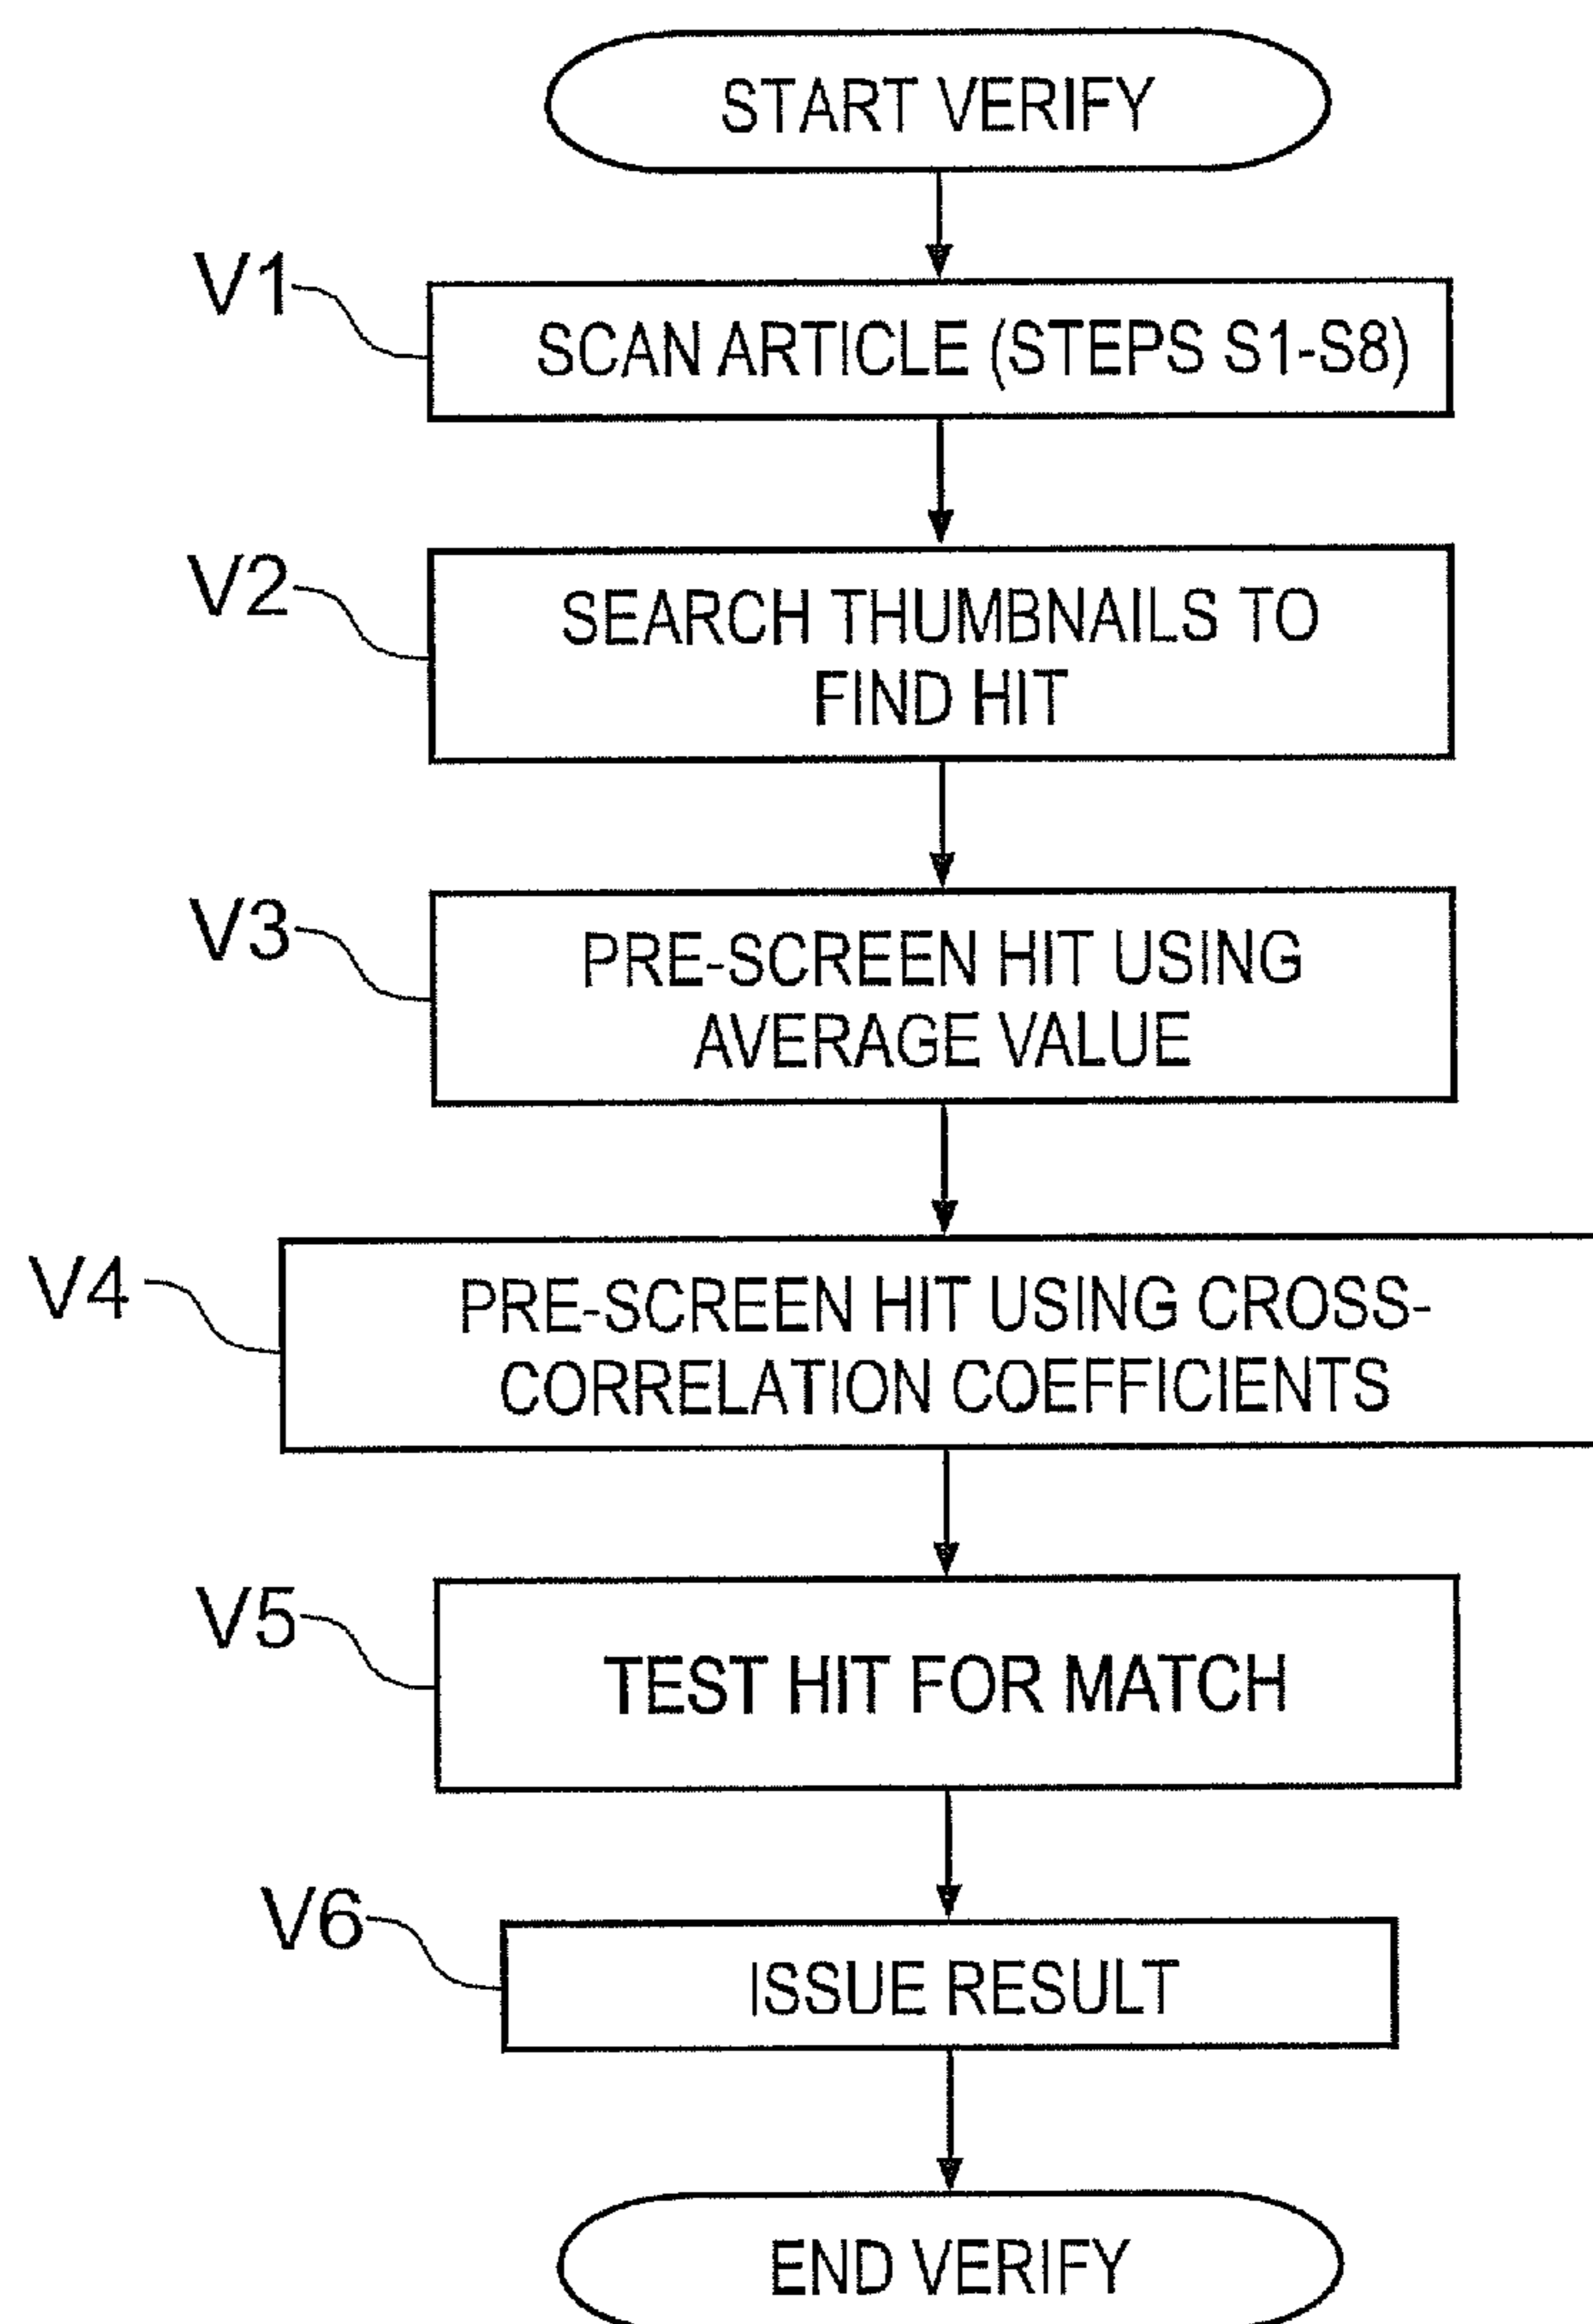 START VERIFY
V1
SCAN ARTICLE (STEPS S1-S8)
V2
SEARCH THUMBNAILS TO
FIND HIT
V3
PRE-SCREEN HIT USING
AVERAGE VALUE
V4
PRE-SCREEN HIT USING CROSS-
CORRELATION COEFFICIENTS
V5
TEST HIT FOR MATCH
V6
ISSUE RESULT
END VERIFY